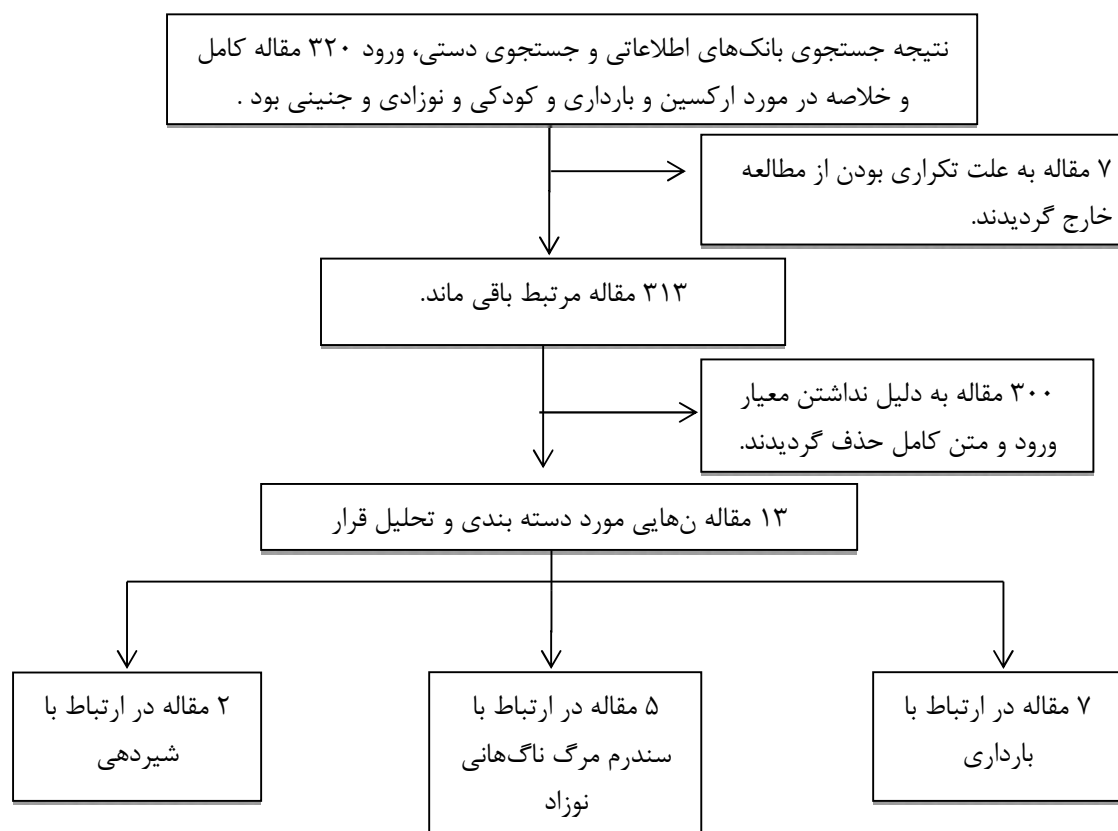 نتیجه جستجوی بانک‌های اطلاعاتی و جستجوی دستی، ورود ۳۲۰ مقاله کامل
و خلاصه در مورد ارکسین و بارداری و کودکی و نوزادی و جنینی بود .
۷ مقاله به علت تکراری بودن از مطالعه
خارج گردیدند.
۳۱۳ مقاله مرتبط باقی ماند.
۳۰۰ مقاله به دلیل نداشتن معیار
ورود و متن کامل حذف گردیدند.
۱۳ مقاله ن‌هایی مورد دسته بندی و تحلیل قرار
۷ مقاله در ارتباط با
بارداری
۵ مقاله در ارتباط با
سندرم مرگ ناگ‌هانی
نوزاد
۲ مقاله در ارتباط با
شیردهی